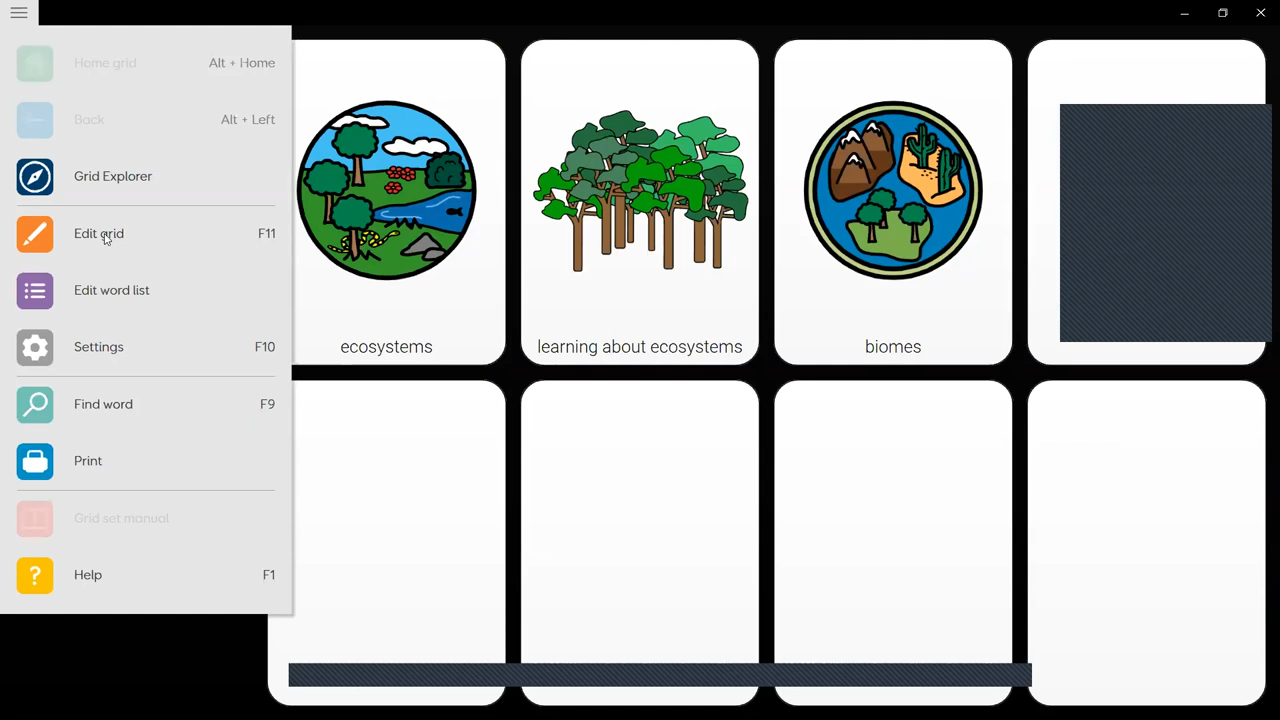 Home grid Alt + Home
Back Alt + Left
Grid Explorer
Edit grid F11
Edit word list
Settings F10
Find word F9
Print
Grid set manual
Help F1
ecosystems
learning about ecosystems
biomes